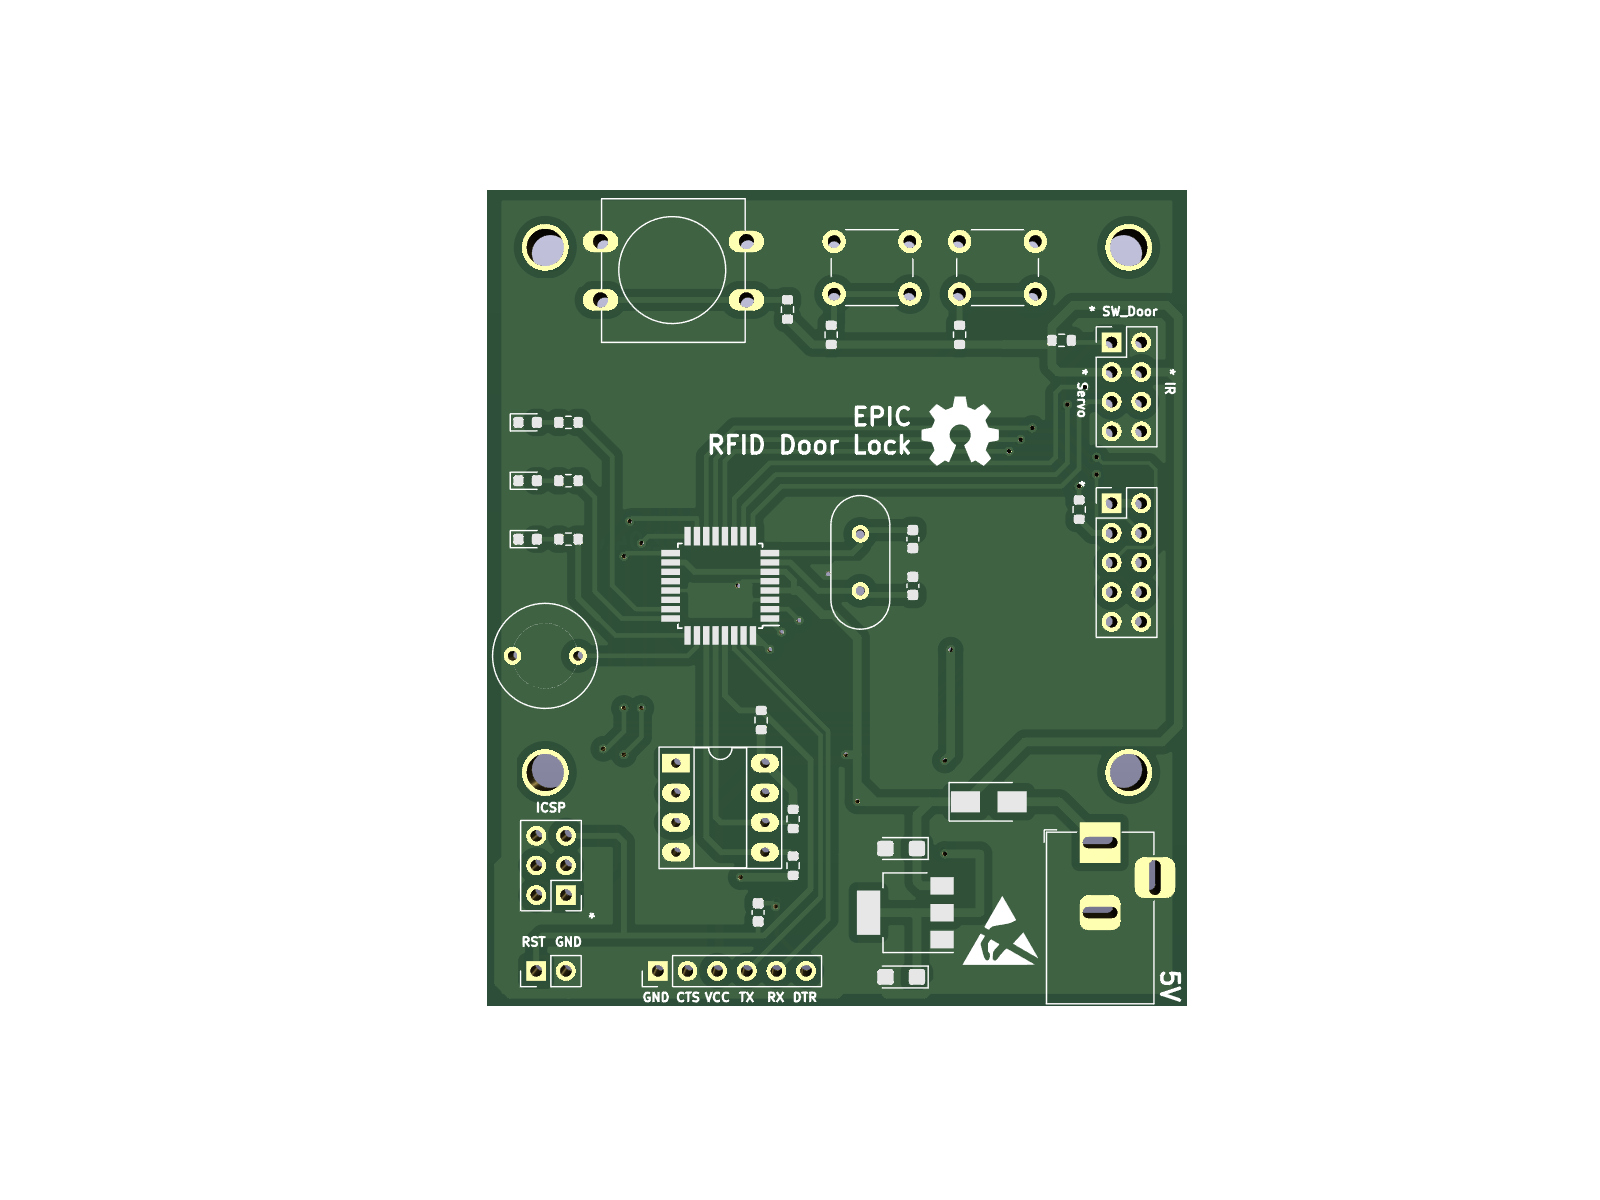 * SW_Door
* Servo
* IR
EPIC
RFID Door Lock
*
ICSP
*
RST GND
GND CTS VCC TX RX DTR
5V